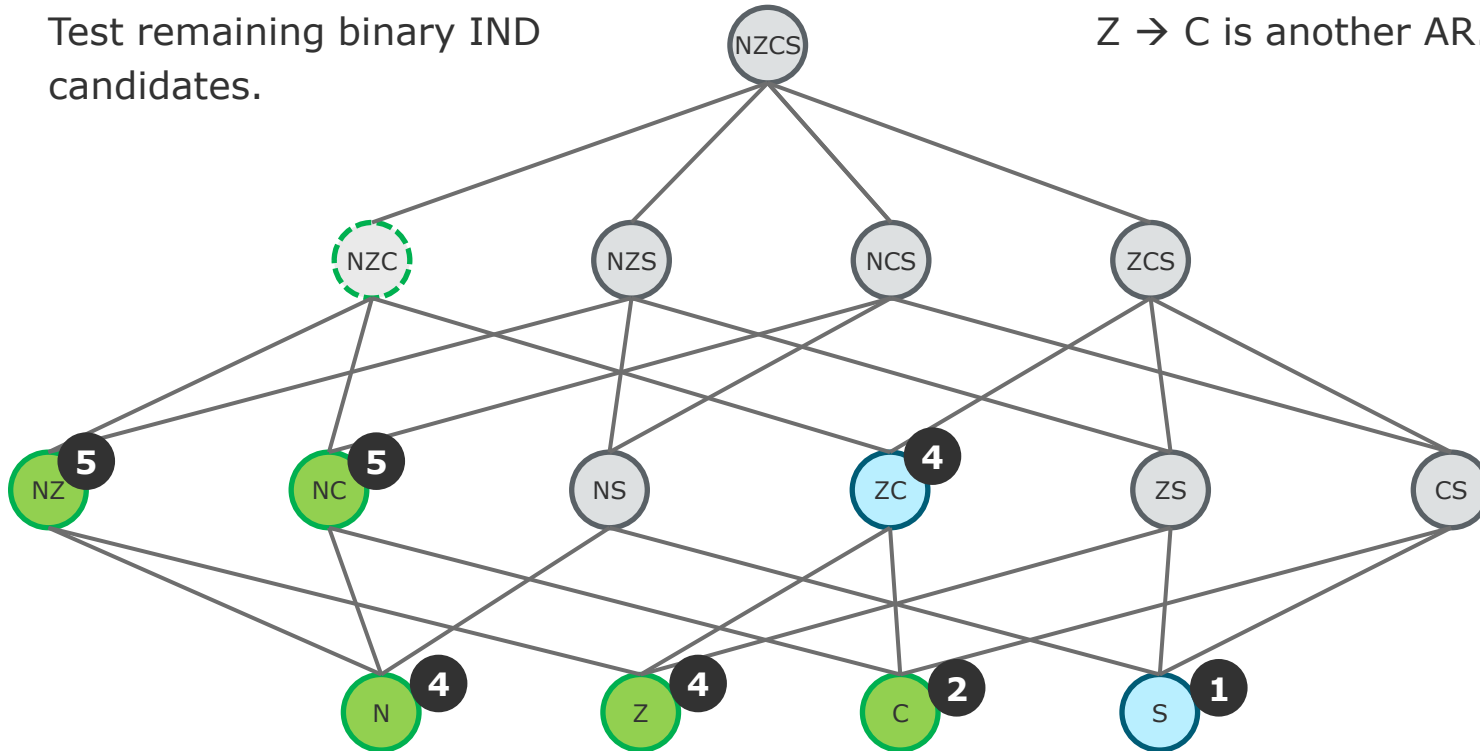 Test remaining binary IND
candidates.
Z → C is another AR.
NZCS
NZC
NZS
NCS
ZCS
NZ
5
NC
5
NS
ZC
4
ZS
CS
N
4
Z
4
C
2
S
1